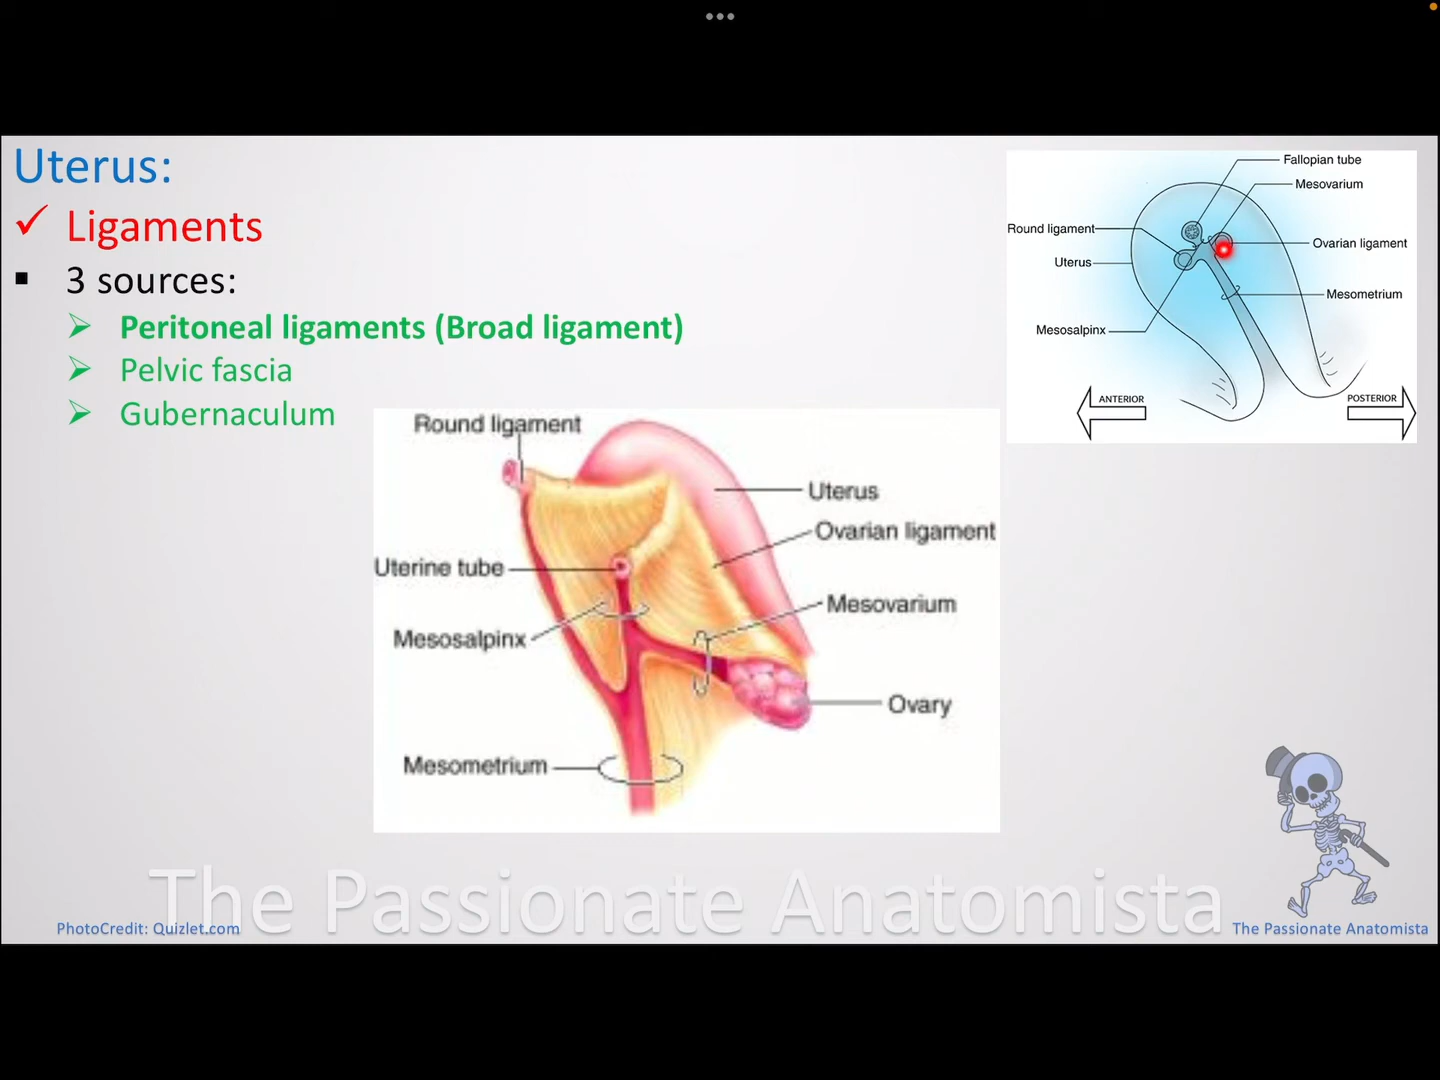 Uterus:
✓ Ligaments
▪ 3 sources:
➢ Peritoneal ligaments (Broad ligament)
➢ Pelvic fascia
➢ Gubernaculum
Fallopian tube
Mesovarium
Round ligament
Ovarian ligament
Uterus
Mesometrium
Mesosalpinx
ANTERIOR
POSTERIOR
Round ligament
Uterus
Ovarian ligament
Uterine tube
Mesovarium
Mesosalpinx
Ovary
Mesometrium
The Passionate Anatomista
PhotoCredit: Quizlet.com
The Passionate Anatomista